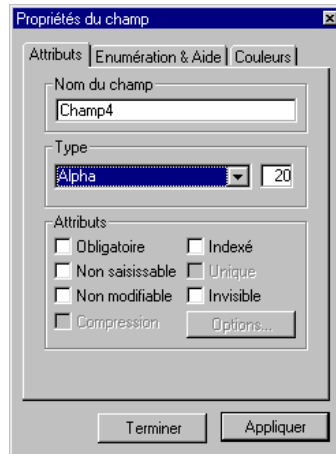 Propriétés du champ
Attributs Enumération & Aide Couleurs
Nom du champ
Champ4
Type
Alpha 20
Attributs
Obligatoire Indexé
Non saisissable Unique
Non modifiable Invisible
Compression Options...
Terminer Appliquer